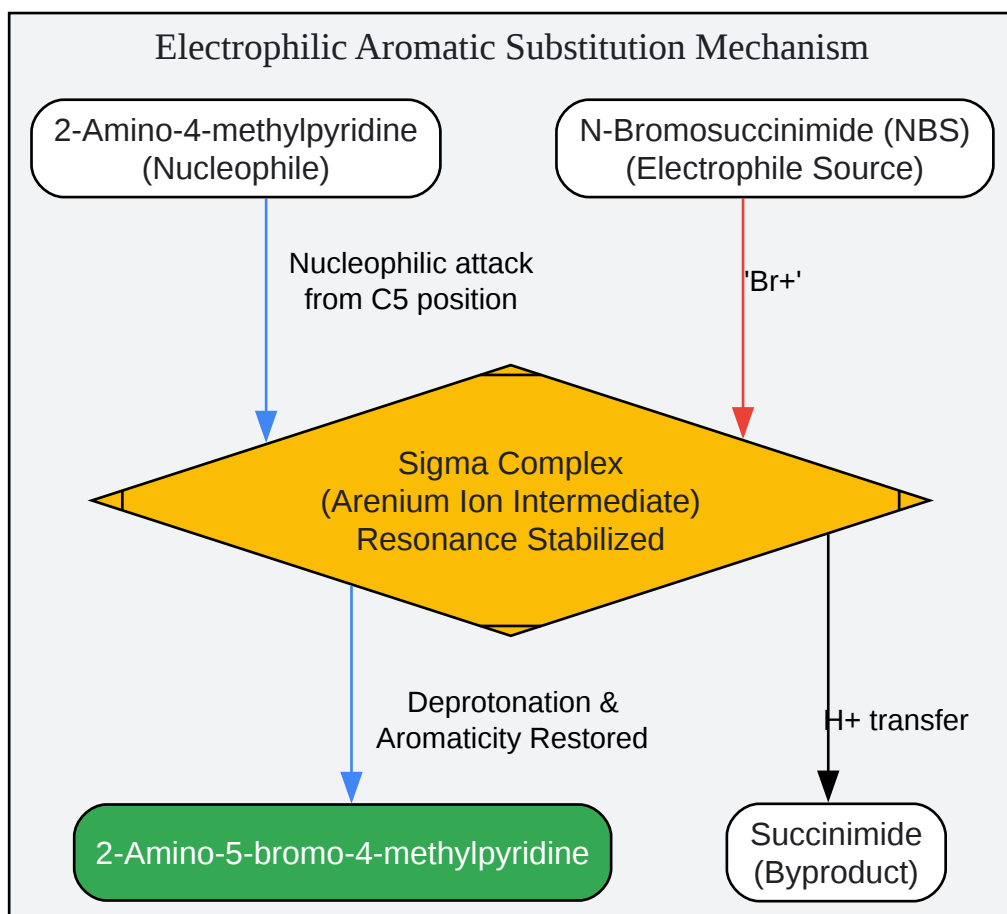 Electrophilic Aromatic Substitution Mechanism
2-Amino-4-methylpyridine
(Nucleophile)
N-Bromosuccinimide (NBS)
(Electrophile Source)
Nucleophilic attack
from C5 position
'Br+'
Sigma Complex
(Arenium Ion Intermediate)
Resonance Stabilized
Deprotonation &
Aromaticity Restored
H+ transfer
2-Amino-5-bromo-4-methylpyridine
Succinimide
(Byproduct)